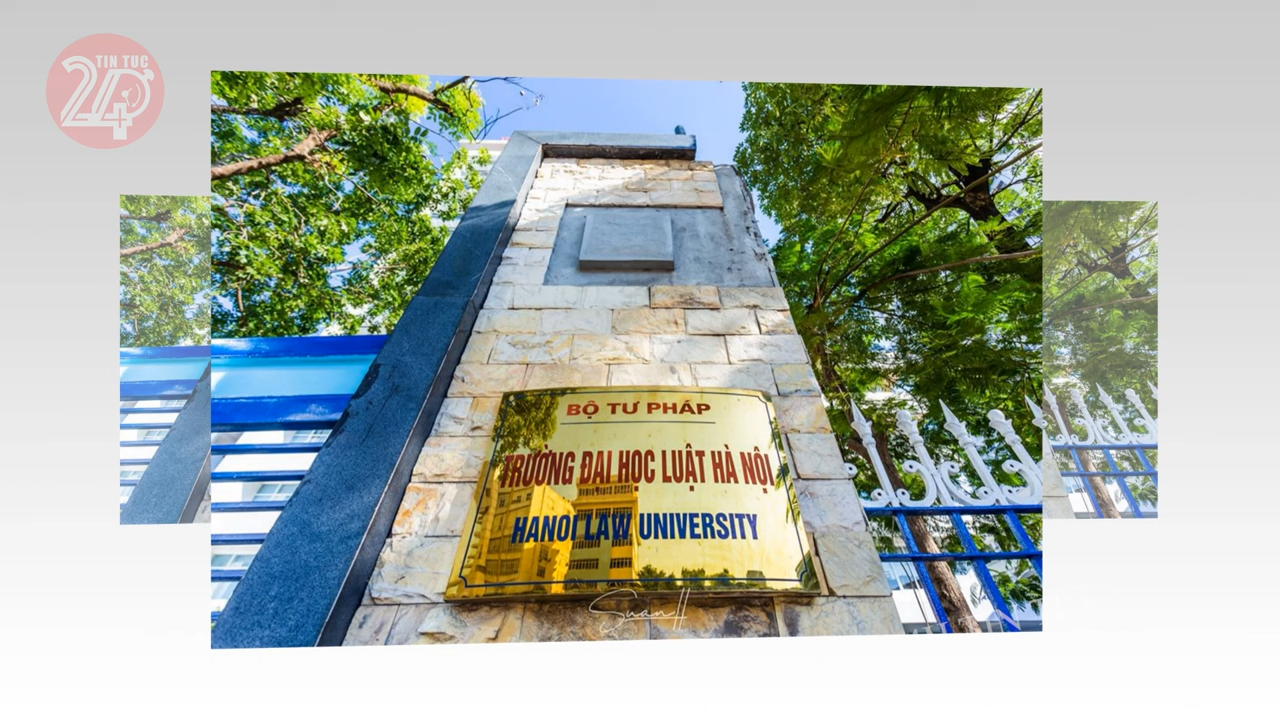 TIN TUC
24
BỘ TƯ PHÁP
TRƯỜNG ĐẠI HỌC LUẬT HÀ NỘI
HANOI LAW UNIVERSITY